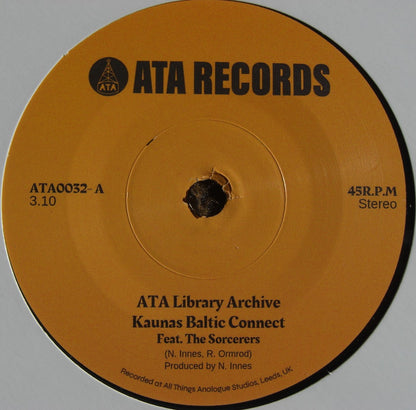 ATA
ATA RECORDS
ATA0032- A
3.10
45R.P.M
Stereo
ATA Library Archive
Kaunas Baltic Connect
Feat. The Sorcerers
(N. Innes, R. Ormrod)
Produced by N. Innes
Recorded at All Things Analogue Studios, Leeds, UK